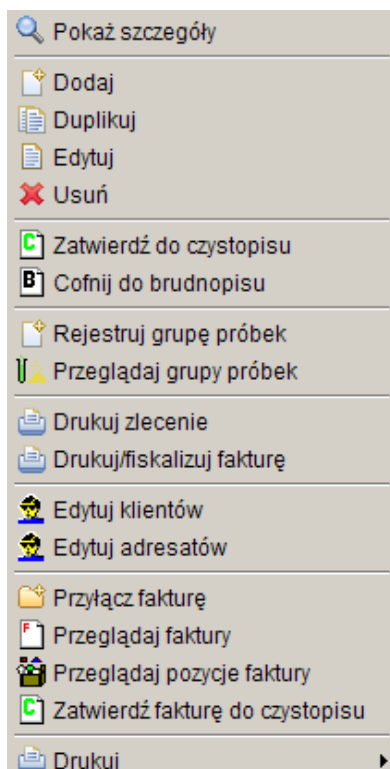 Pokaż szczegóły
Dodaj
Duplikuj
Edytuj
Usuń
Zatwierdź do czystopisu
Cofnij do brudnopisu
Rejestruj grupę próbek
Przeglądaj grupy próbek
Drukuj zlecenie
Drukuj/fiskalizuj fakturę
Edytuj klientów
Edytuj adresatów
Przyłącz fakturę
Przeglądaj faktury
Przeglądaj pozycje faktury
Zatwierdź fakturę do czystopisu
Drukuj